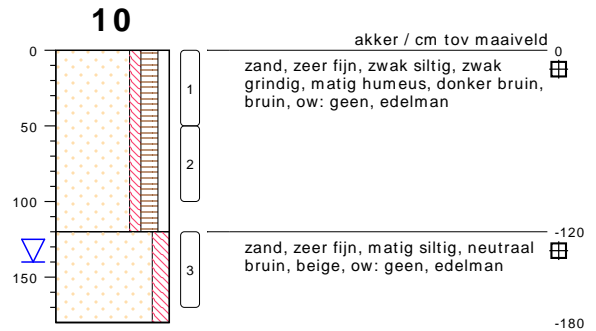 10
akker / cm tov maaiveld
0
0
zand, zeer fijn, zwak siltig, zwak
grindig, matig humeus, donker bruin,
bruin, ow: geen, edelman
1
50
2
100
-120
zand, zeer fijn, matig siltig, neutraal
bruin, beige, ow: geen, edelman
3
150
-180